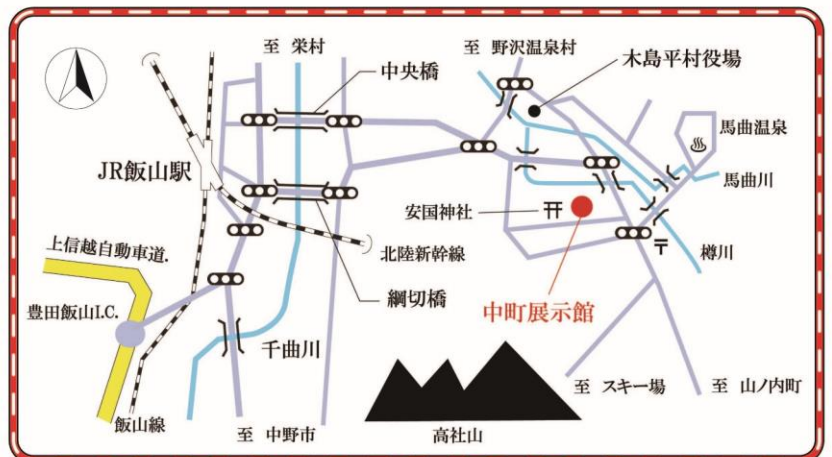 至 栄村
至 野沢温泉村
木島平村役場
中央橋
馬曲温泉
JR飯山駅
馬曲川
安国神社
上信越自動車道.
北陸新幹線
樽川
綱切橋
中町展示館
豊田飯山I.C.
千曲川
至 スキー場
至 山ノ内町
飯山線
至 中野市
高社山